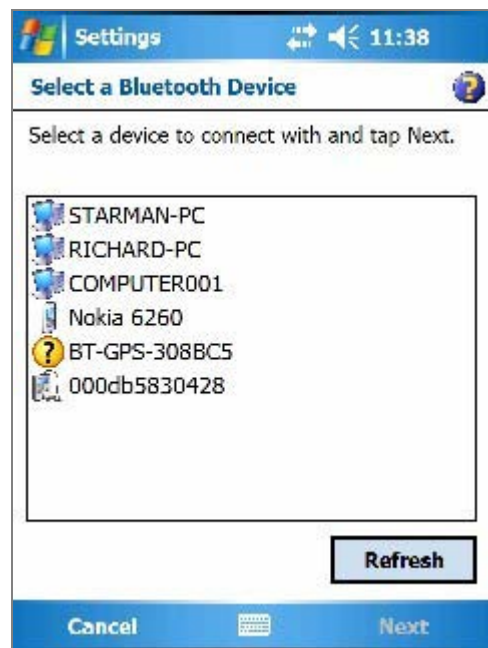 Settings 11:38
Select a Bluetooth Device
Select a device to connect with and tap Next.
STARMAN-PC
RICHARD-PC
COMPUTER001
Nokia 6260
BT-GPS-308BC5
000db5830428
Refresh
Cancel Next